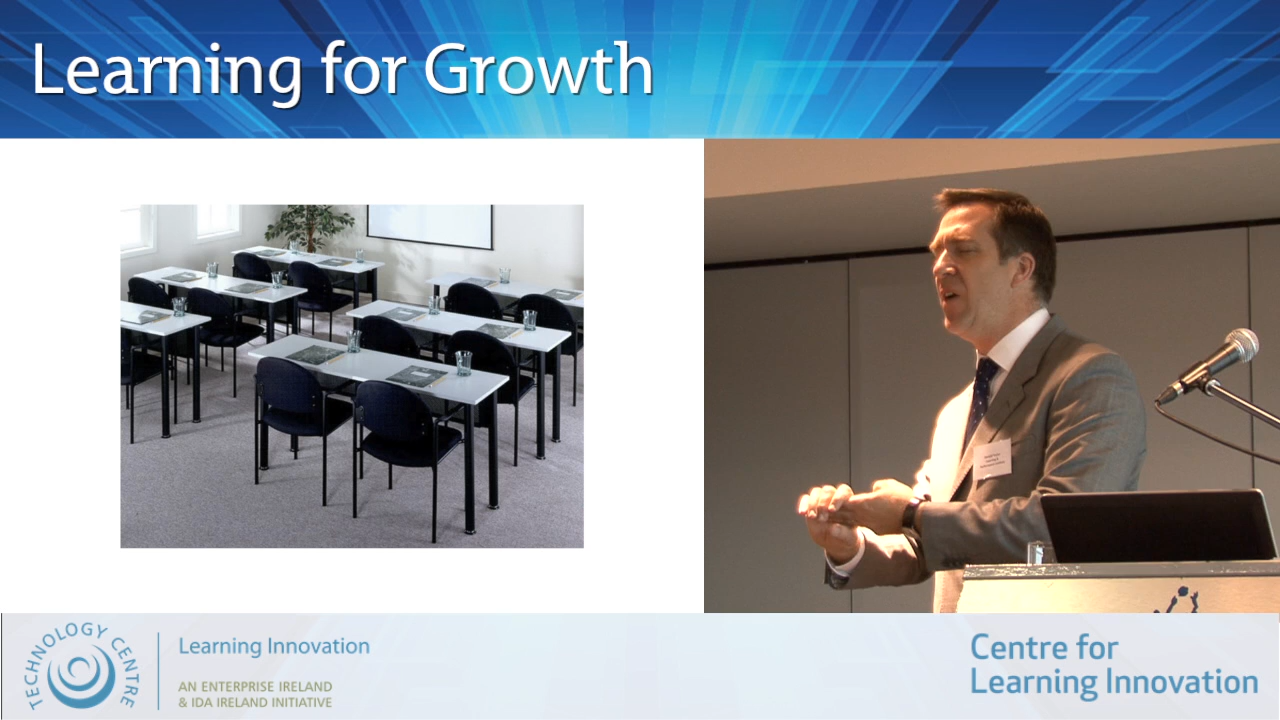 Learning for Growth
TECHNOLOGY CENTRE
Learning Innovation
AN ENTERPRISE IRELAND
& IDA IRELAND INITIATIVE
Centre for
Learning Innovation